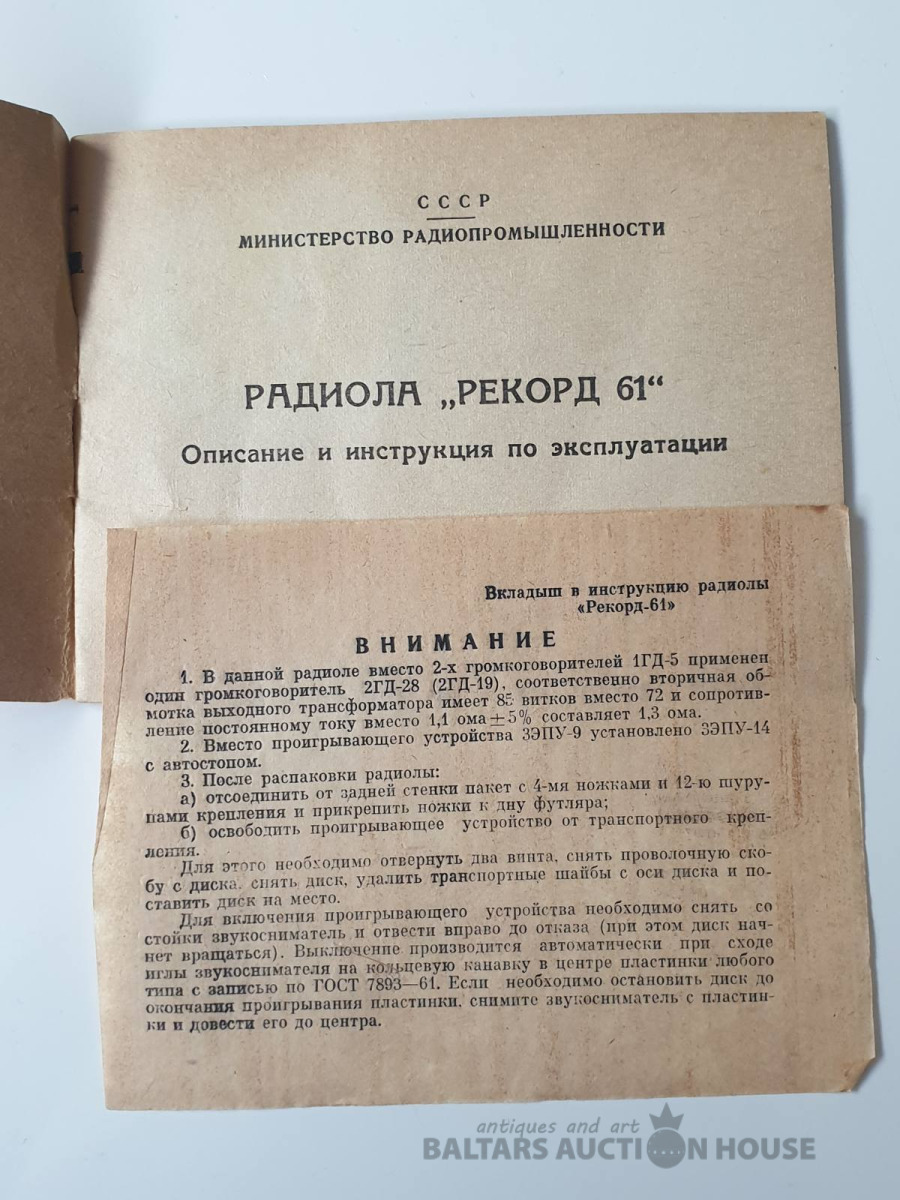 СССР
МИНИСТЕРСТВО РАДИОПРОМЫШЛЕННОСТИ
РАДИОЛА „РЕКОРД 61“
Описание и инструкция по эксплуатации
Вкладыш в инструкцию радиолы
«Рекорд-61»
ВНИМАНИЕ
1. В данной радиоле вместо 2-х громкоговорителей 1ГД-5 применен
один громкоговоритель 2ГД-28 (2ГД-19), соответственно вторичная об-
мотка выходного трансформатора имеет 85 витков вместо 72 и сопротив-
ление постоянному току вместо 1,1 ома±5% составляет 1,3 ома.
2. Вместо проигрывающего устройства 3ЭПУ-9 установлено 3ЭПУ-14
с автостопом.
3. После распаковки радиолы:
а) отсоединить от задней стенки пакет с 4-мя ножками и 12-ю шуру-
пами крепления и прикрепить ножки к дну футляра;
б) освободить проигрывающее устройство от транспортного креп-
ления.
Для этого необходимо отвернуть два винта, снять проволочную ско-
бу с диска, снять диск, удалить транспортные шайбы с оси диска и по-
ставить диск на место.
Для включения проигрывающего устройства необходимо снять со
стойки звукосниматель и отвести вправо до отказа (при этом диск нач-
нет вращаться). Выключение производится автоматически при сходе
иглы звукоснимателя на кольцевую канавку в центре пластинки любого
типа с записью по ГОСТ 7893—61. Если необходимо остановить диск до
окончания проигрывания пластинки, снимите звукосниматель с пластин-
ки и довести его до центра.
antiques and art
BALTARS AUCTION HOUSE